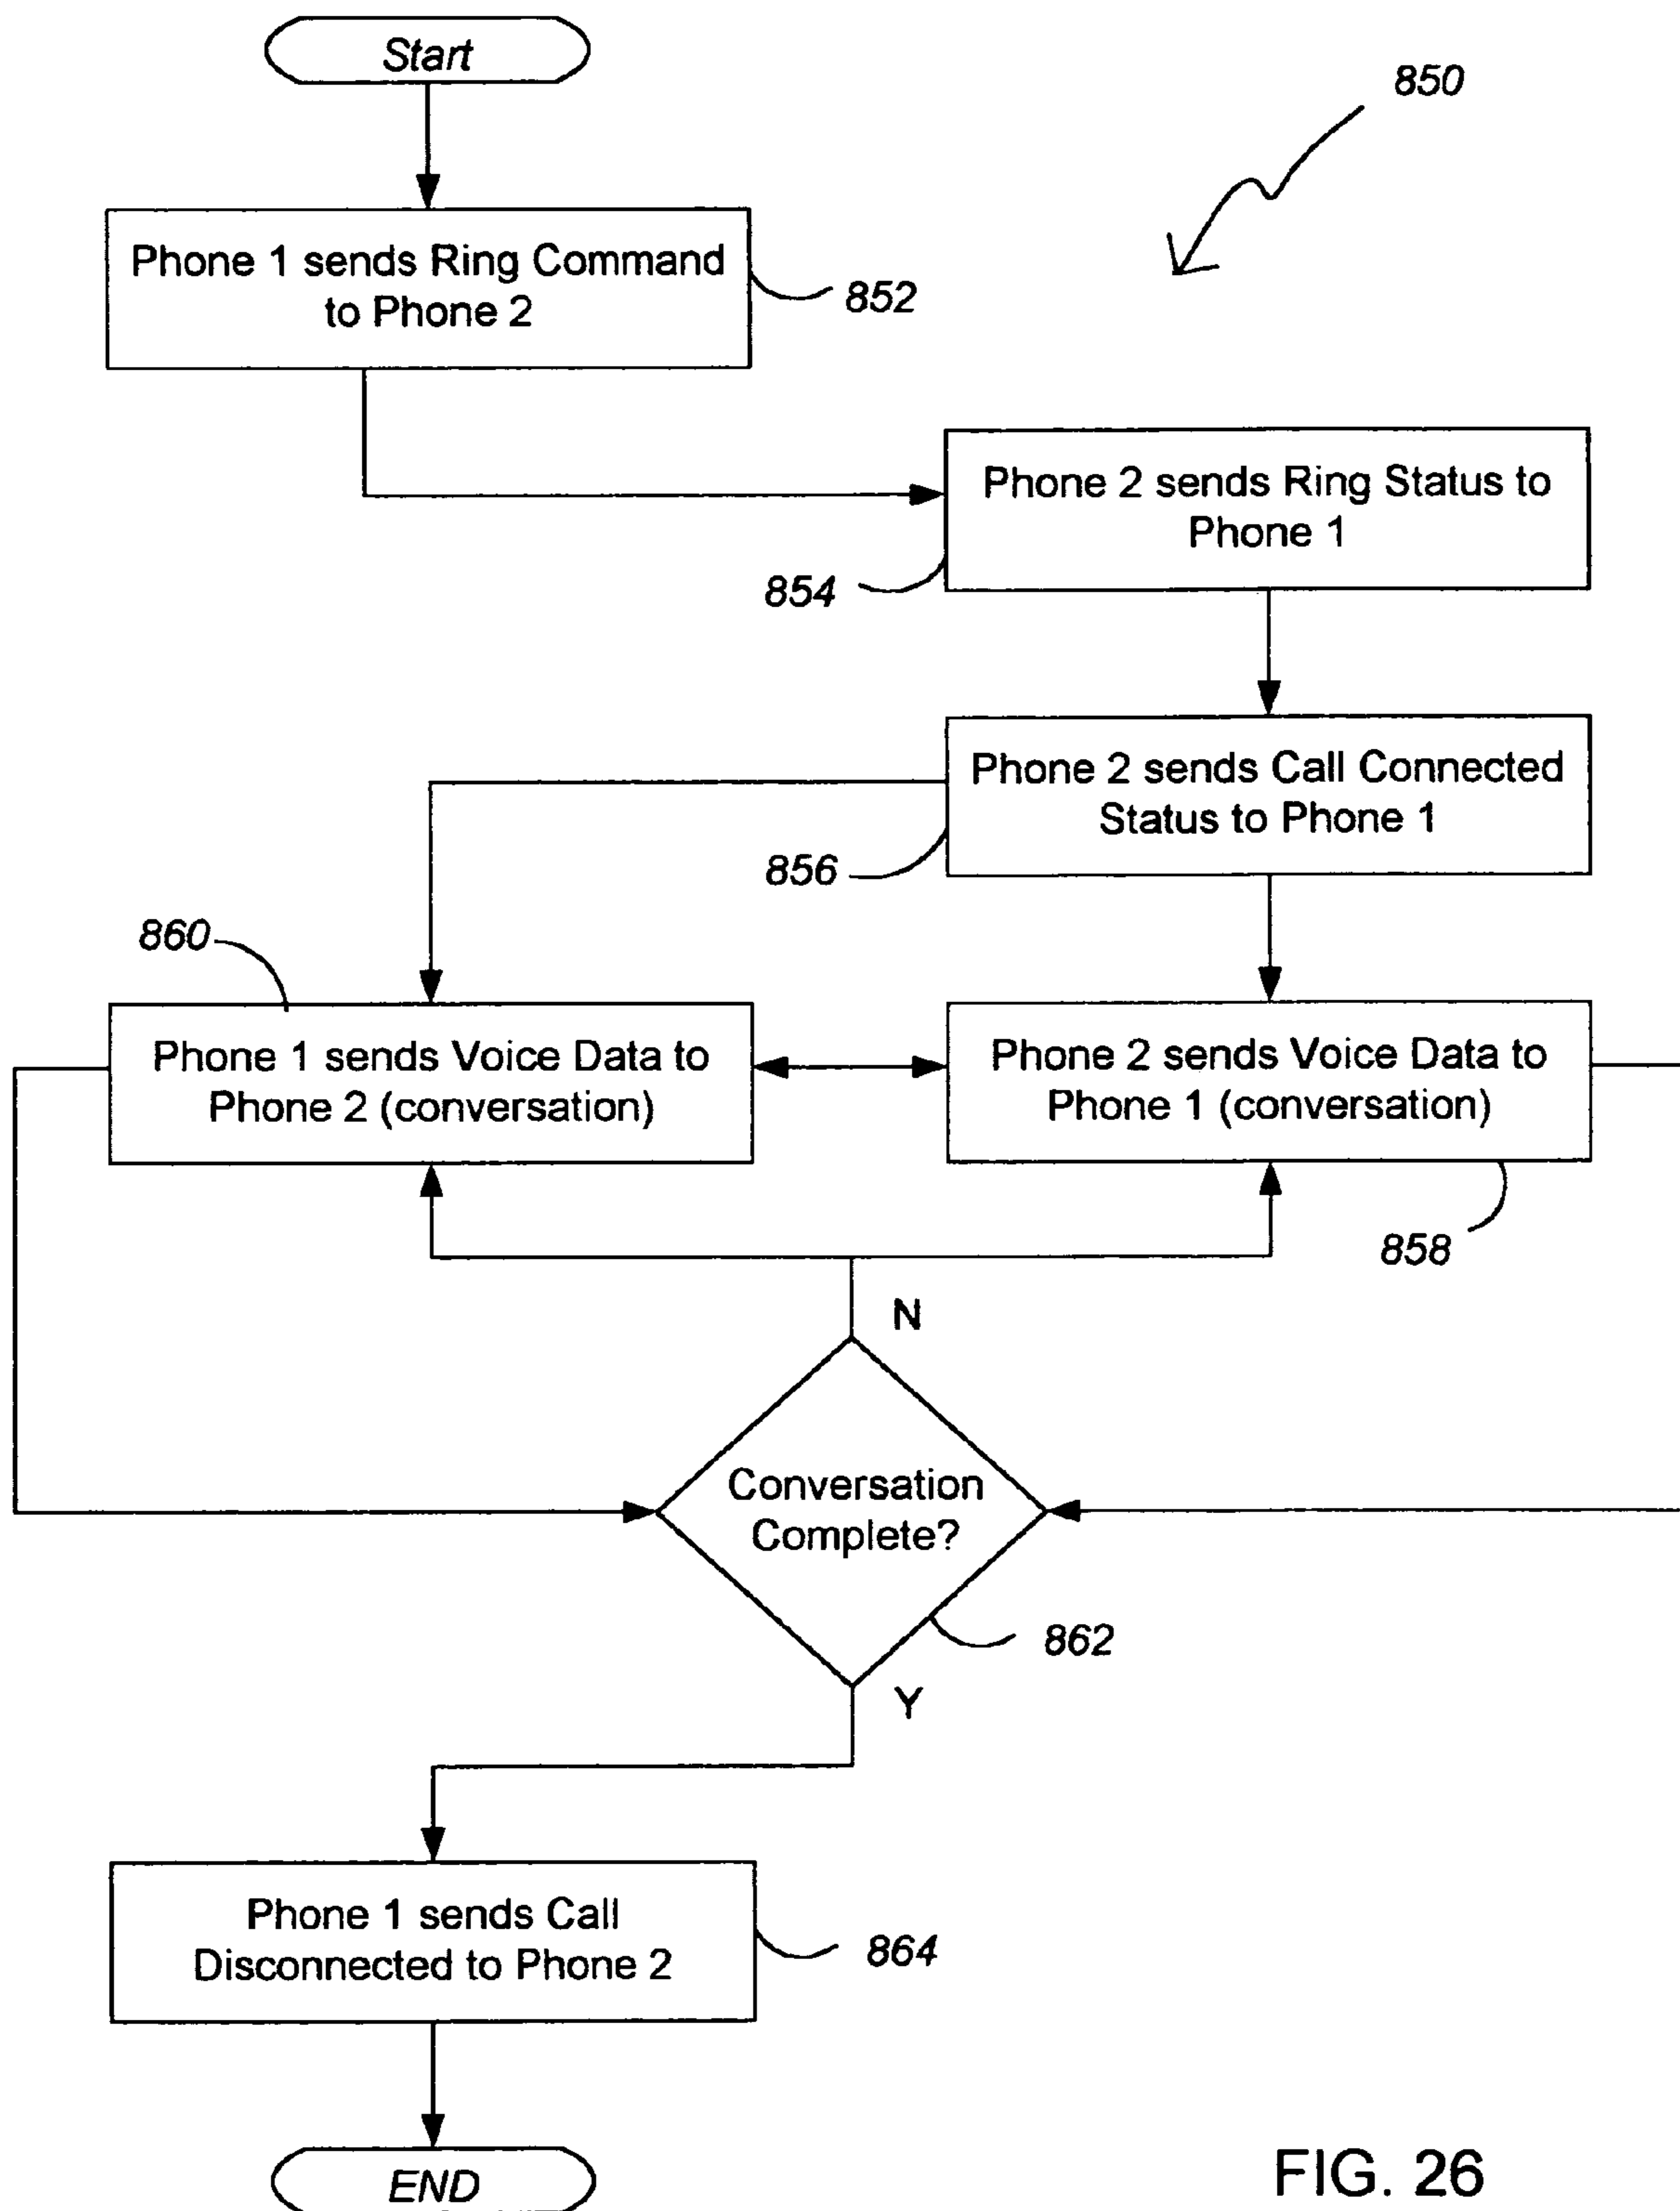 Start
850
Phone 1 sends Ring Command
to Phone 2
852
Phone 2 sends Ring Status to
Phone 1
854
Phone 2 sends Call Connected
Status to Phone 1
856
860
Phone 1 sends Voice Data to
Phone 2 (conversation)
Phone 2 sends Voice Data to
Phone 1 (conversation)
858
N
Conversation
Complete?
862
Y
Phone 1 sends Call
Disconnected to Phone 2
864
END
FIG. 26